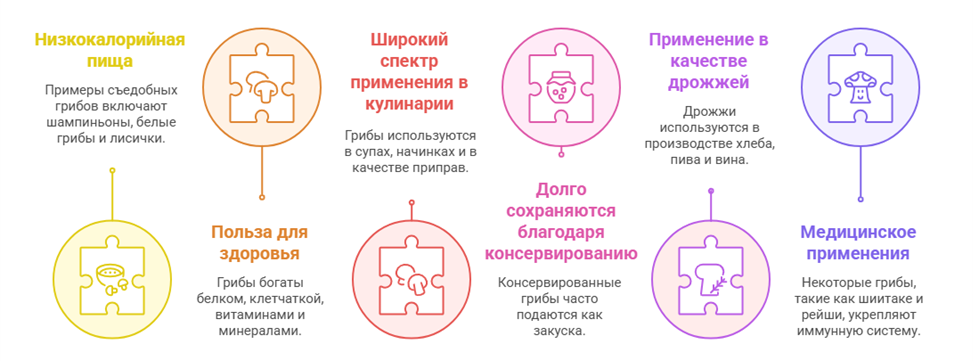 Низкокалорийная
пища
Примеры съедобных
грибов включают
шампиньоны, белые
грибы и лисички.
Польза для
здоровья
Грибы богаты
белком, клетчаткой,
витаминами и
минералами.
Широкий
спектр
применения в
кулинарии
Грибы используются
в супах, начинках и в
качестве приправ.
Долго
сохраняются
благодаря
консервированию
Консервированные
грибы часто
подаются как
закуска.
Применение в
качестве
дрожжей
Дрожжи
используются в
производстве хлеба,
пива и вина.
Медицинское
применения
Некоторые грибы,
такие как шиитаке и
рейши, укрепляют
иммунную систему.